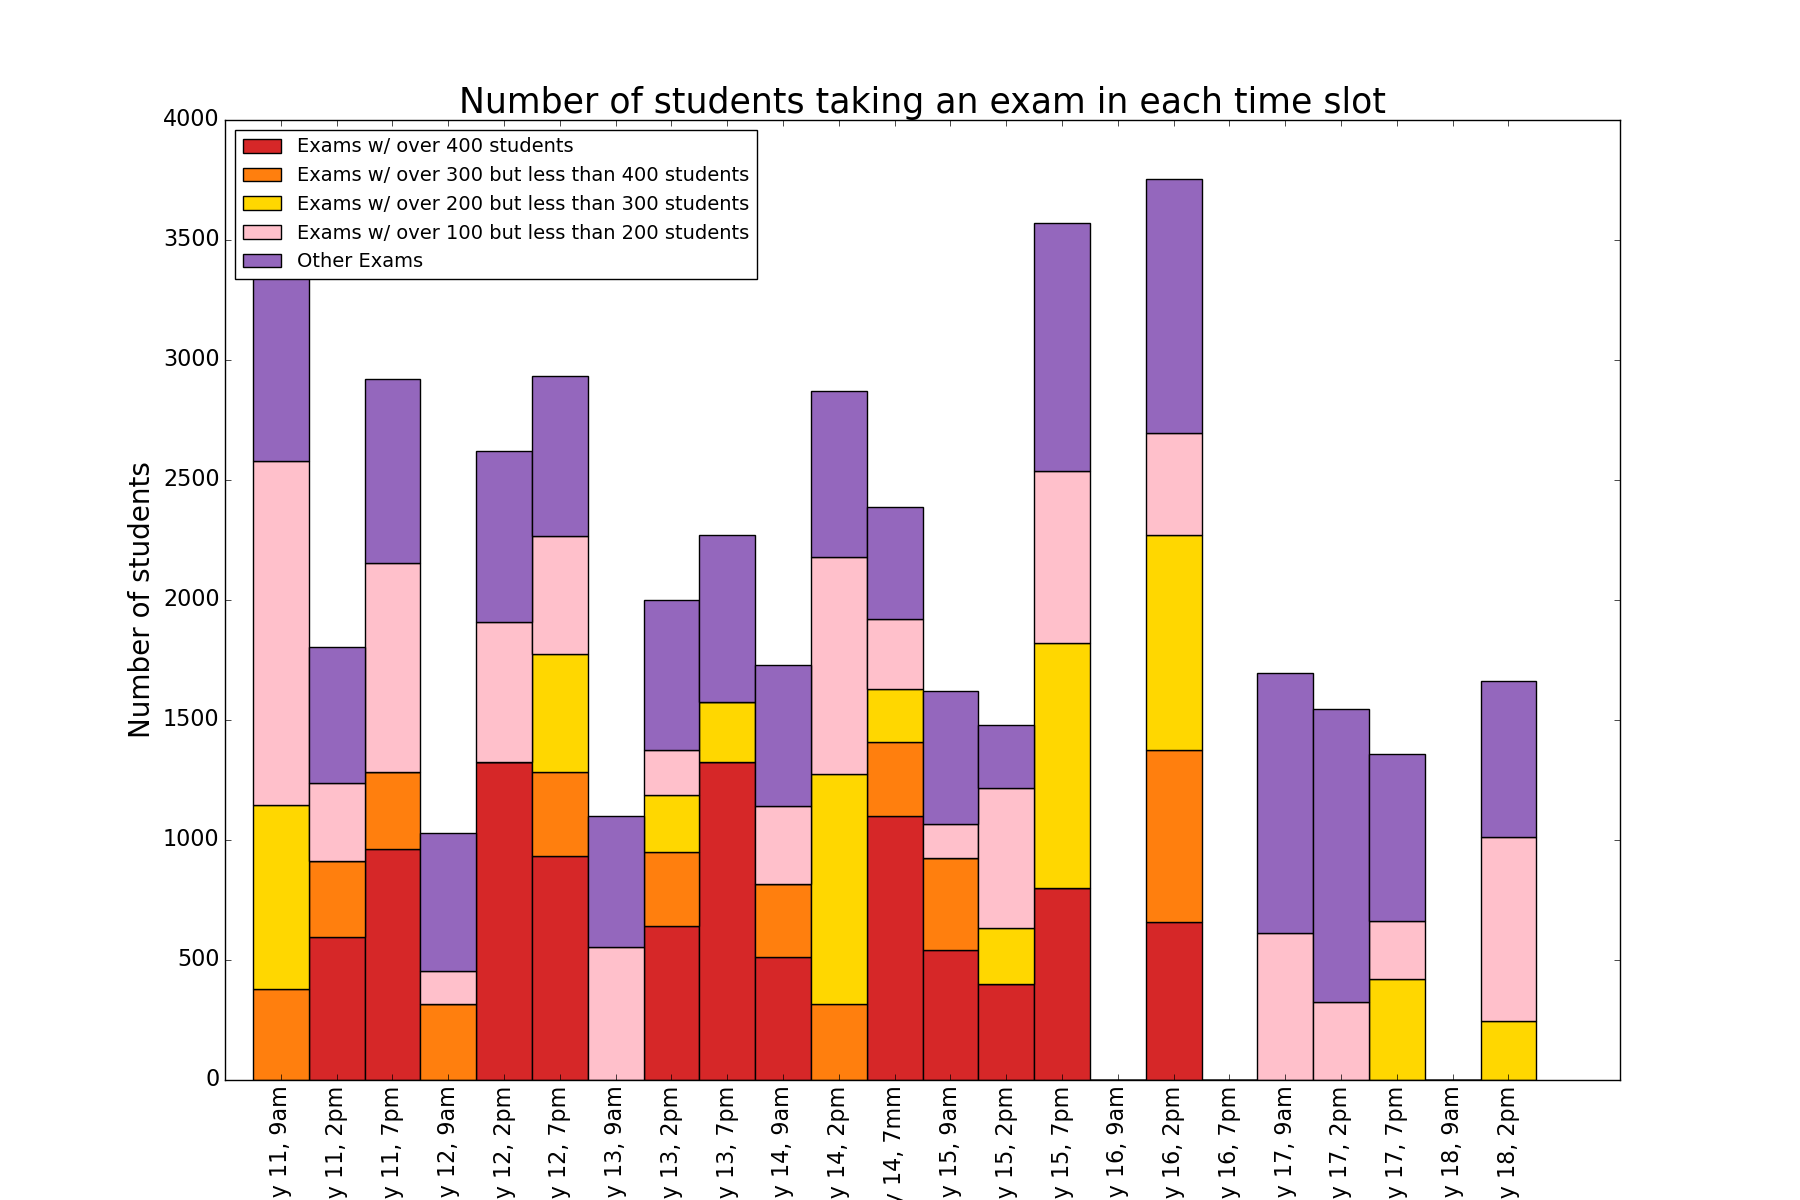 Number of students taking an exam in each time slot
4000
3500
3000
2500
2000
1500
1000
500
0
Number of students
Exams w/ over 400 students
Exams w/ over 300 but less than 400 students
Exams w/ over 200 but less than 300 students
Exams w/ over 100 but less than 200 students
Other Exams
y 11, 9am
y 11, 2pm
y 11, 7pm
y 12, 9am
y 12, 2pm
y 12, 7pm
y 13, 9am
y 13, 2pm
y 13, 7pm
y 14, 9am
y 14, 2pm
y 14, 7mm
y 15, 9am
y 15, 2pm
y 15, 7pm
y 16, 9am
y 16, 2pm
y 16, 7pm
y 17, 9am
y 17, 2pm
y 17, 7pm
y 18, 9am
y 18, 2pm